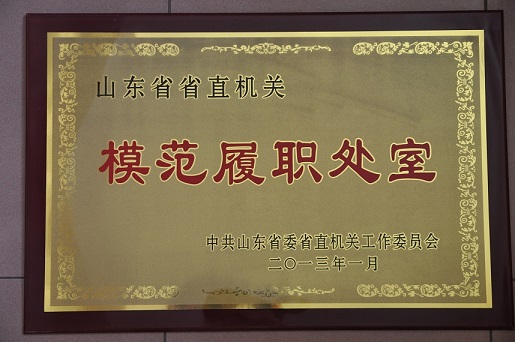 山东省省直机关
模范履职处室
中共山东省委省直机关工作委员会
二〇一三年一月